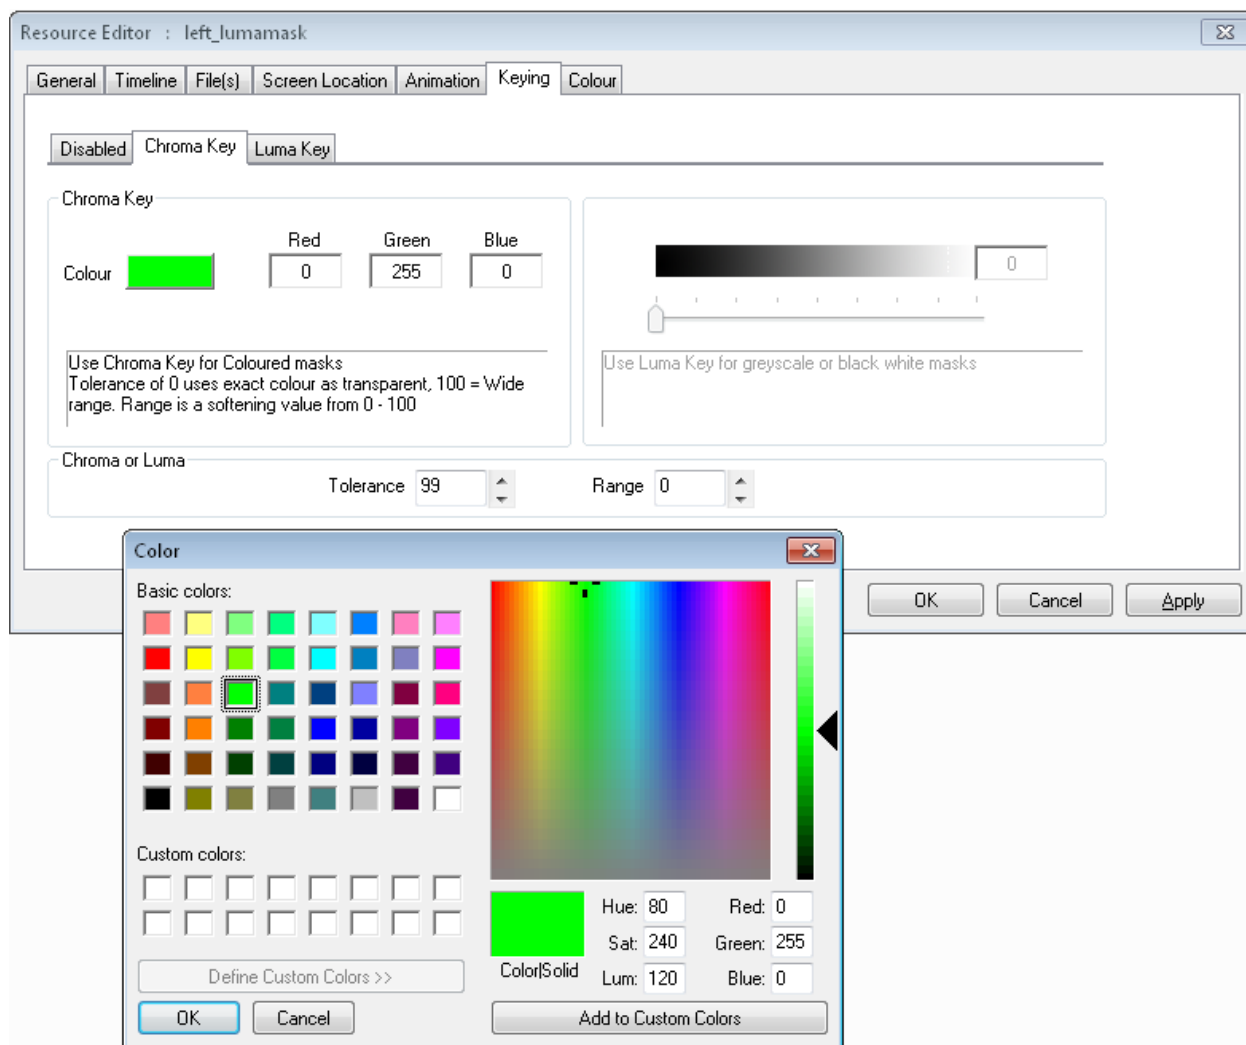 Resource Editor : left_lumamask
General Timeline File(s) Screen Location Animation Keying Colour
Disabled Chroma Key Luma Key
Chroma Key
Red Green Blue
Colour 0 255 0
0
Use Chroma Key for Coloured masks
Tolerance of 0 uses exact colour as transparent, 100 = Wide
range. Range is a softening value from 0 - 100
Use Luma Key for greyscale or black white masks
Chroma or Luma
Tolerance 99 Range 0
OK Cancel Apply
Color
Basic colors:
Custom colors:
Define Custom Colors >>
OK Cancel
Color|Solid
Hue: 80 Red: 0
Sat: 240 Green: 255
Lum: 120 Blue: 0
Add to Custom Colors